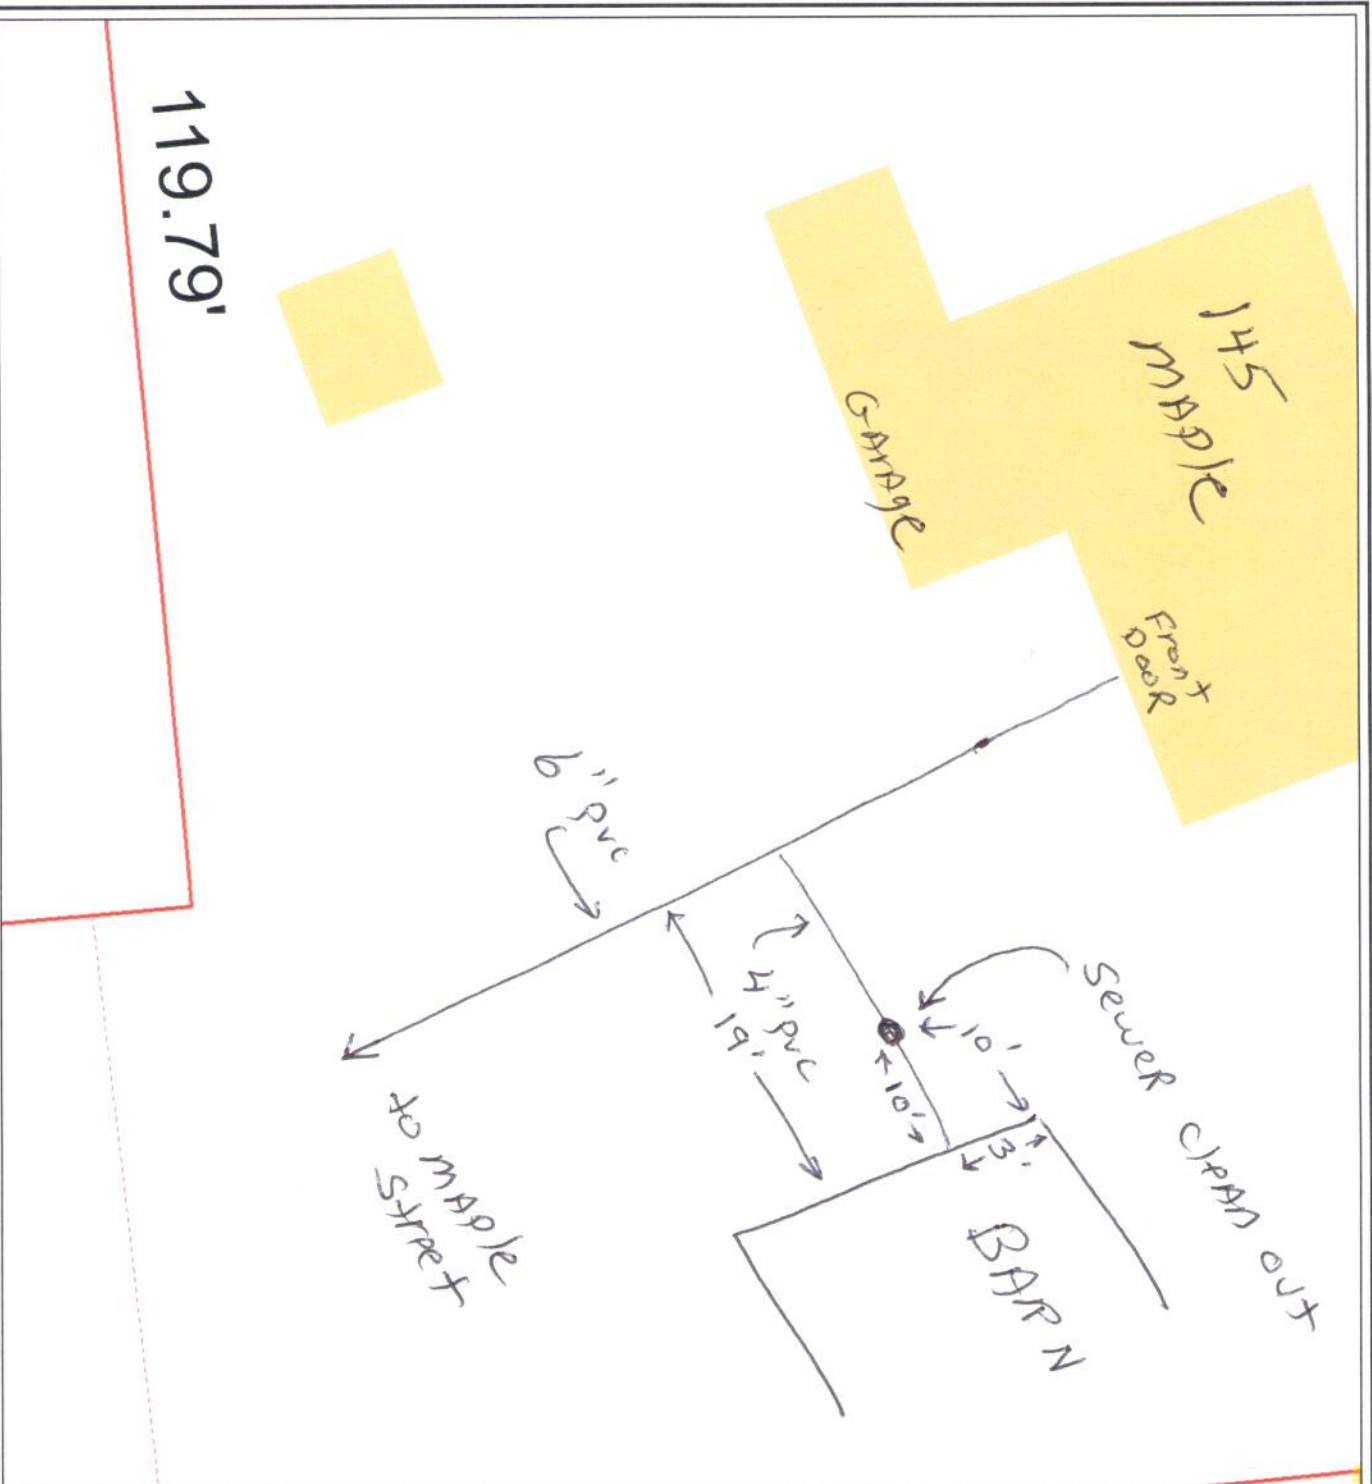 119.79'
145
MAPle
GArAge
Front
DooR
6" pvc
4" pvc
19'
10'
10'
3'
SeweR CleAn out
BARN
to MAPle
Street